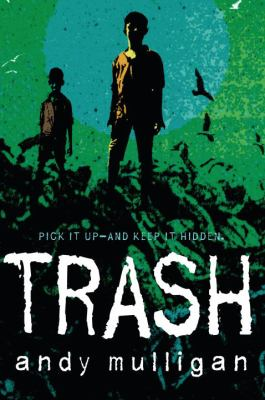 PICK IT UP—AND KEEP IT HIDDEN.
TRASH
andy mulligan